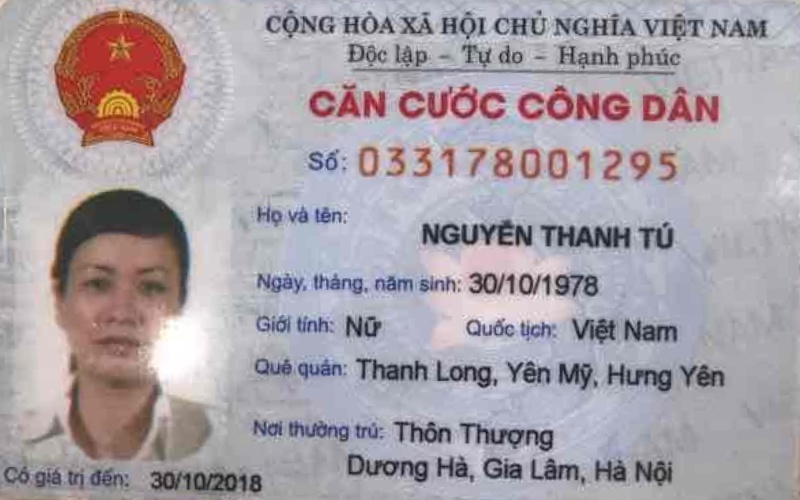 CỘNG HÒA XÃ HỘI CHỦ NGHĨA VIỆT NAM
Độc lập – Tự do – Hạnh phúc
CĂN CƯỚC CÔNG DÂN
Số: 033178001295
Họ và tên:
NGUYỄN THANH TÚ
Ngày, tháng, năm sinh: 30/10/1978
Giới tính: Nữ Quốc tịch: Việt Nam
Quê quán: Thanh Long, Yên Mỹ, Hưng Yên
Nơi thường trú: Thôn Thượng
Dương Hà, Gia Lâm, Hà Nội
Có giá trị đến: 30/10/2018